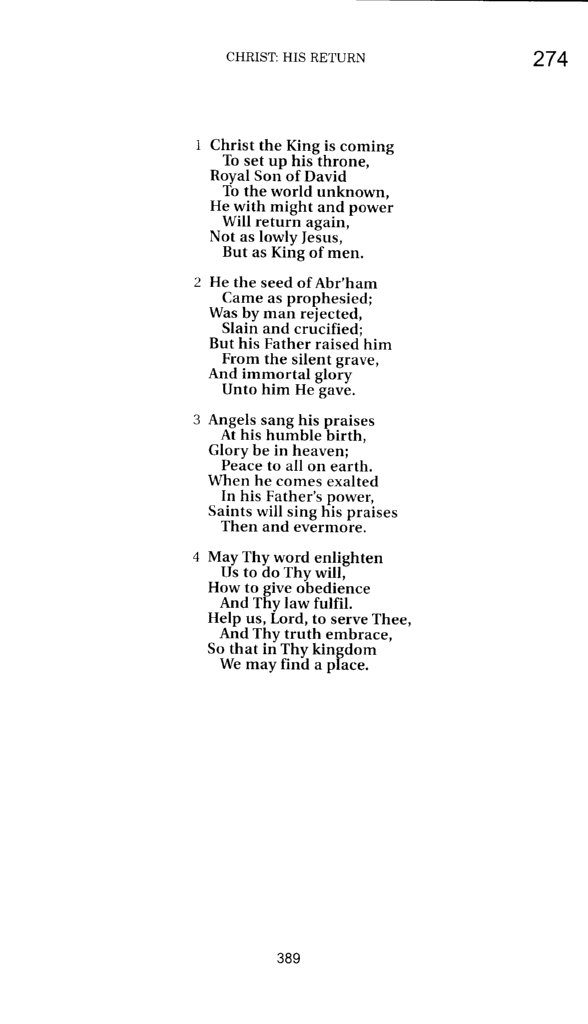 CHRIST: HIS RETURN
274
1 Christ the King is coming
To set up his throne,
Royal Son of David
To the world unknown,
He with might and power
Will return again,
Not as lowly Jesus,
But as King of men.
2 He the seed of Abr'ham
Came as prophesied;
Was by man rejected,
Slain and crucified;
But his Father raised him
From the silent grave,
And immortal glory
Unto him He gave.
3 Angels sang his praises
At his humble birth,
Glory be in heaven;
Peace to all on earth.
When he comes exalted
In his Father's power,
Saints will sing his praises
Then and evermore.
4 May Thy word enlighten
Us to do Thy will,
How to give obedience
And Thy law fulfil.
Help us, Lord, to serve Thee,
And Thy truth embrace,
So that in Thy kingdom
We may find a place.
389